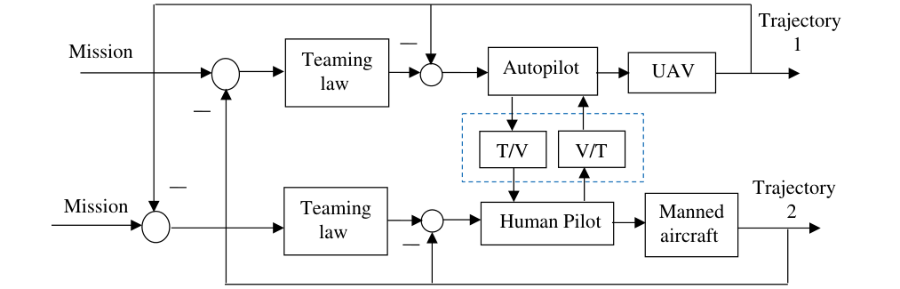 Mission
Teaming
law
—
Autopilot
UAV
Trajectory
1
—
T/V
V/T
—
Mission
Teaming
law
—
Human Pilot
Manned
aircraft
Trajectory
2